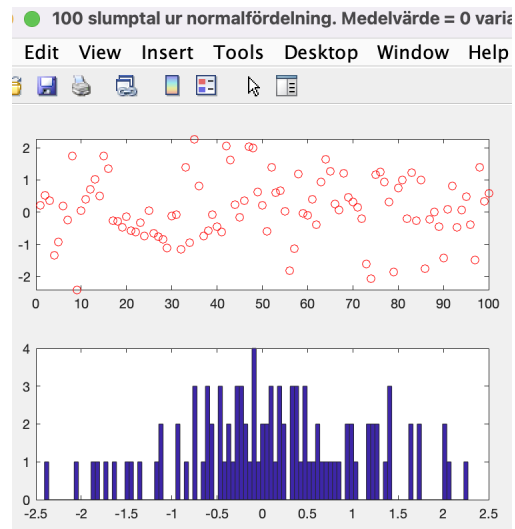 100 slumptal ur normalfördelning. Medelvärde = 0 varia
Edit View Insert Tools Desktop Window Help
2
1
0
-1
-2
0 10 20 30 40 50 60 70 80 90 100
4
3
2
1
0
-2.5 -2 -1.5 -1 -0.5 0 0.5 1 1.5 2 2.5